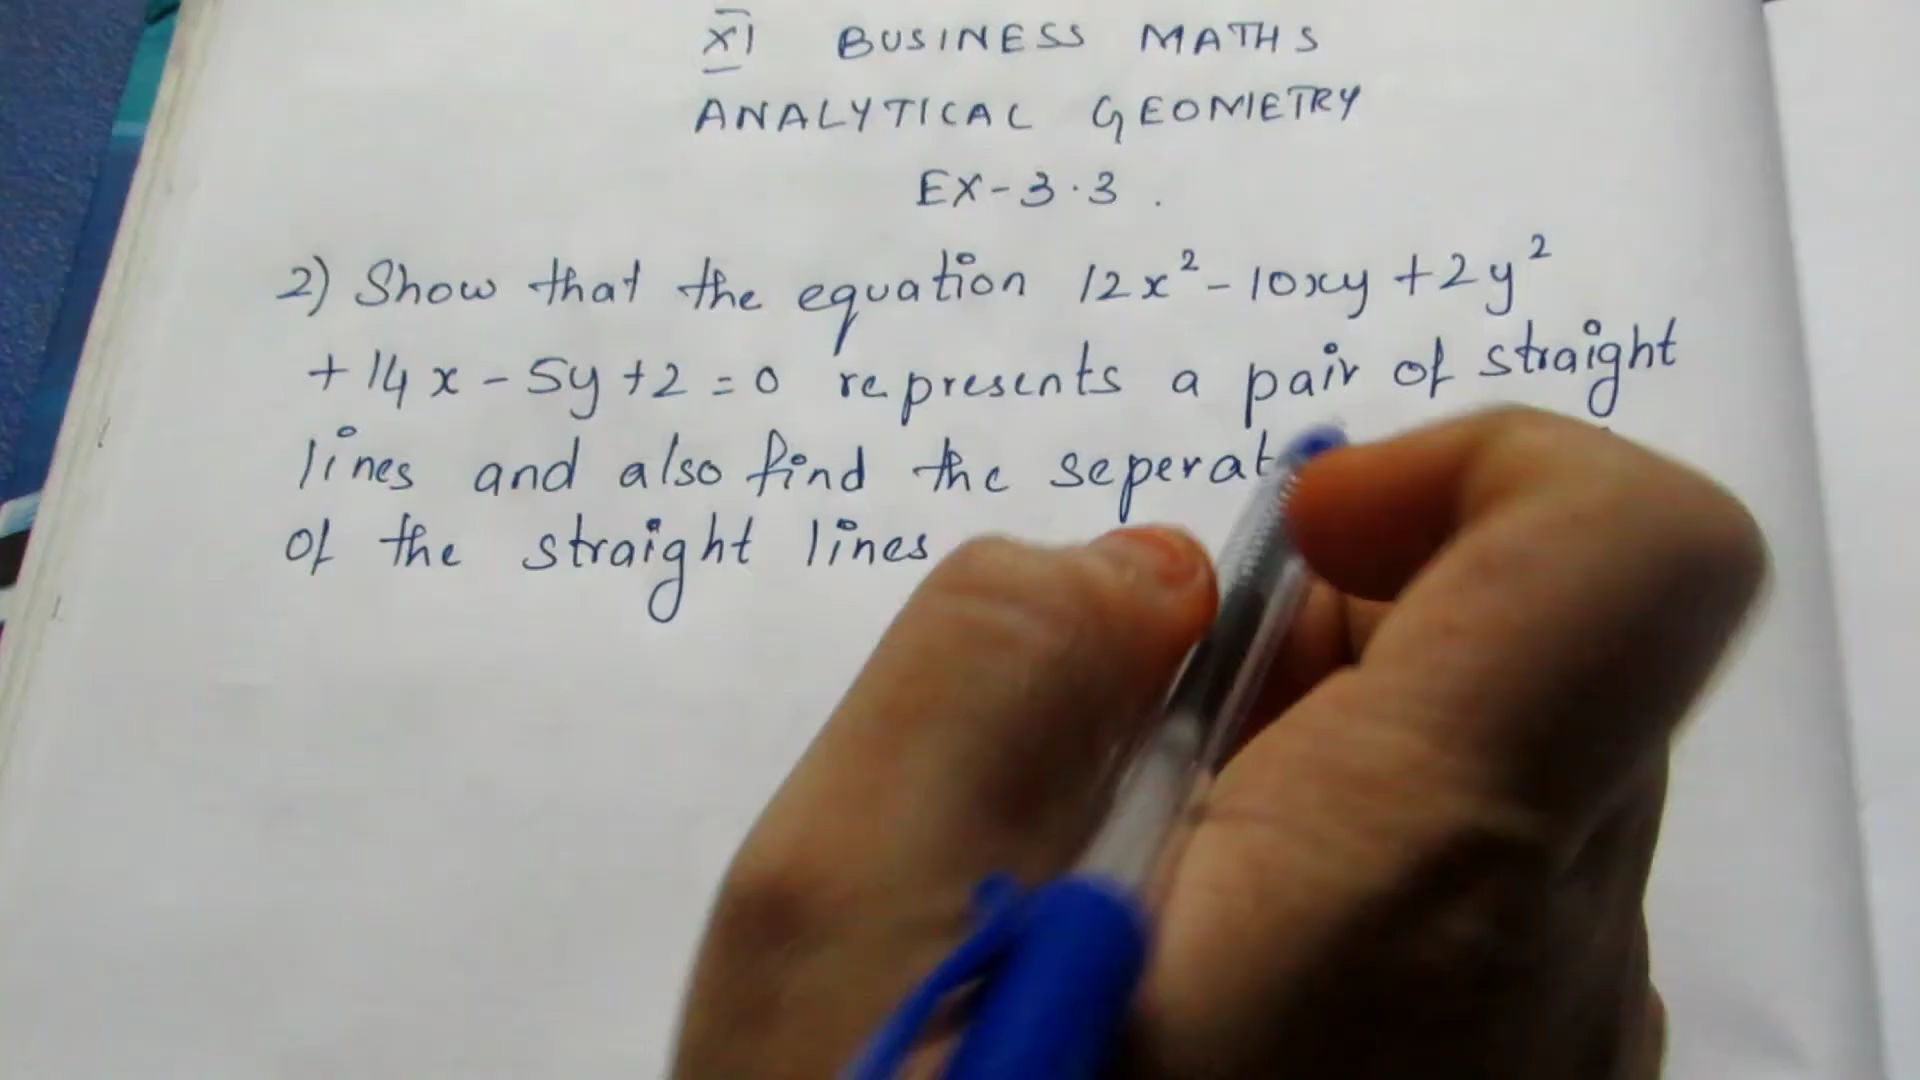 XI BUSINESS MATHS
ANALYTICAL GEOMETRY
EX-3.3.
2) Show that the equation 12x²-10xy+2y²
+14x-5y+2=0 represents a pair of straight
lines and also find the
of the straight lines